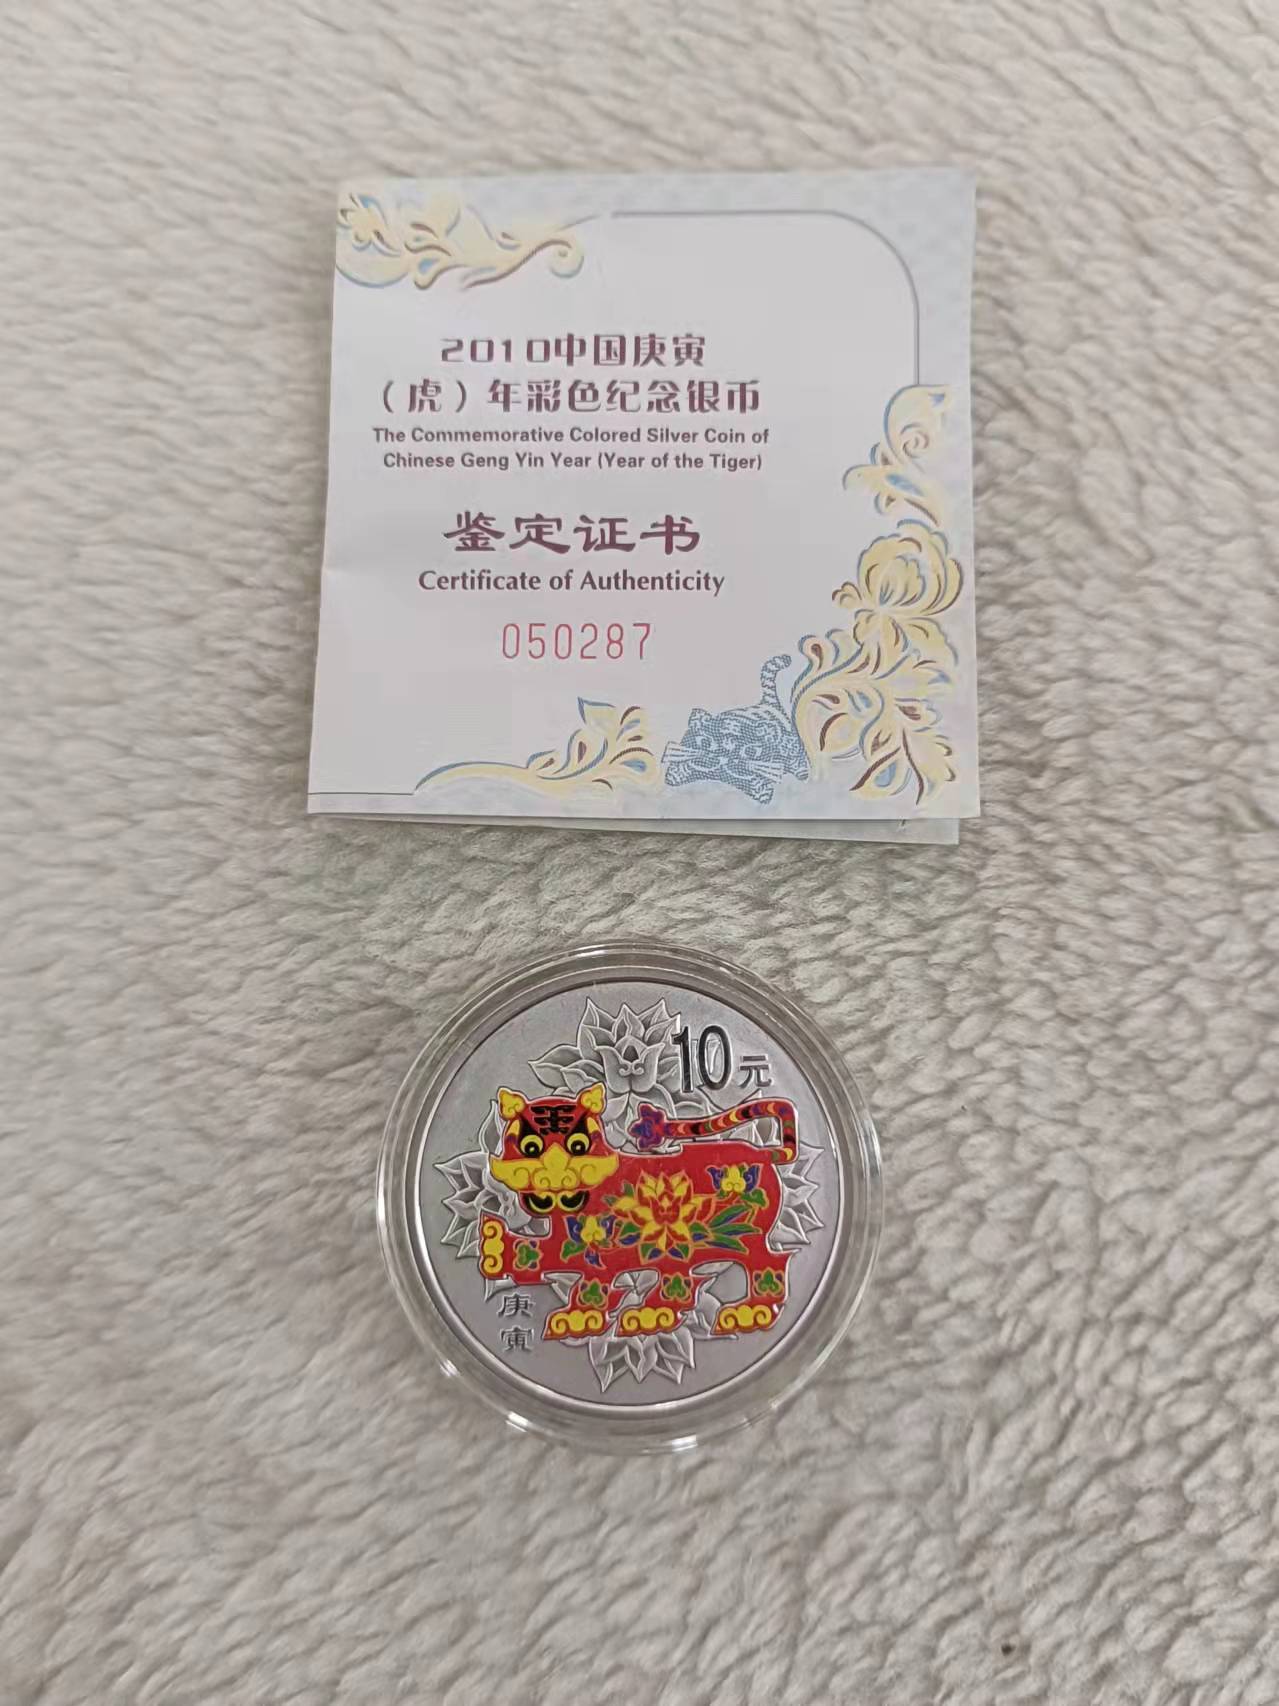 2010中国庚寅
（虎）年彩色纪念银币
The Commemorative Colored Silver Coin of
Chinese Geng Yin Year (Year of the Tiger)
鉴定证书
Certificate of Authenticity
050287
10元
王
庚
寅